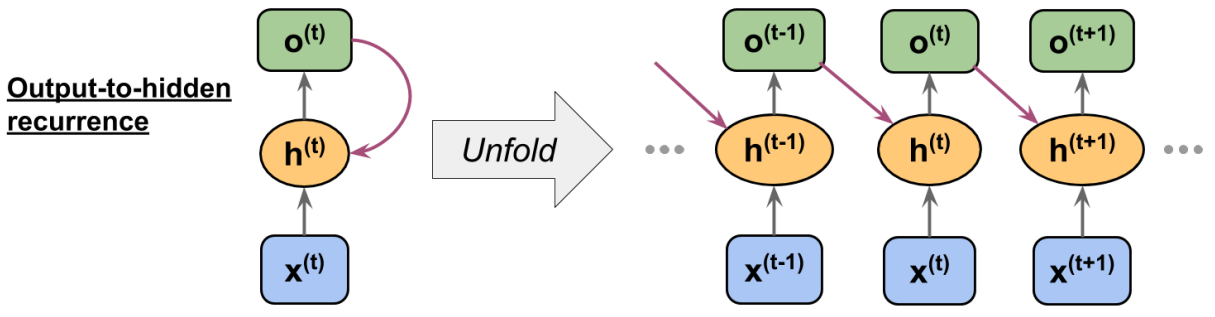 o(t)
Output-to-hidden
recurrence
h(t)
x(t)
Unfold
o(t-1) o(t) o(t+1)
... h(t-1) h(t) h(t+1) ...
x(t-1) x(t) x(t+1)